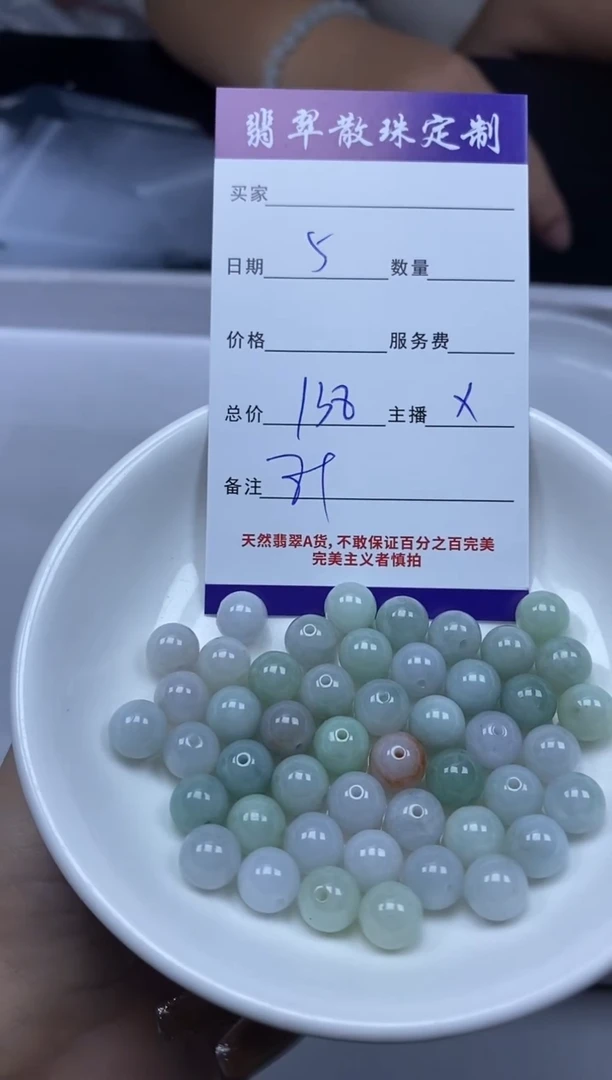 翡翠散珠定制
买家
日期 5 数量
价格 服务费
总价 158 主播 X
备注
天然翡翠A货,不敢保证百分之百完美
完美主义者慎拍